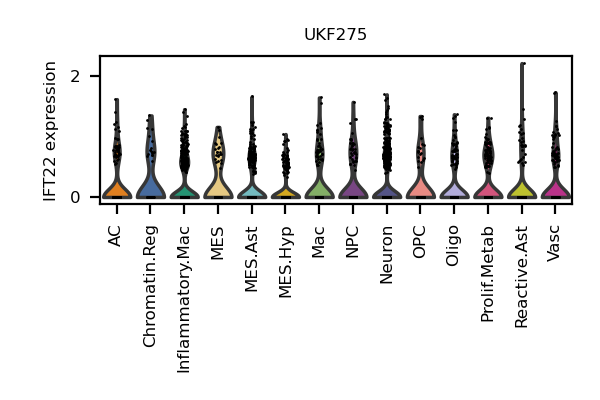 UKF275
IFT22 expression
2
0
AC
Chromatin.Reg
Inflammatory.Mac
MES
MES.Ast
MES.Hyp
Mac
NPC
Neuron
OPC
Oligo
Prolif.Metab
Reactive.Ast
Vasc